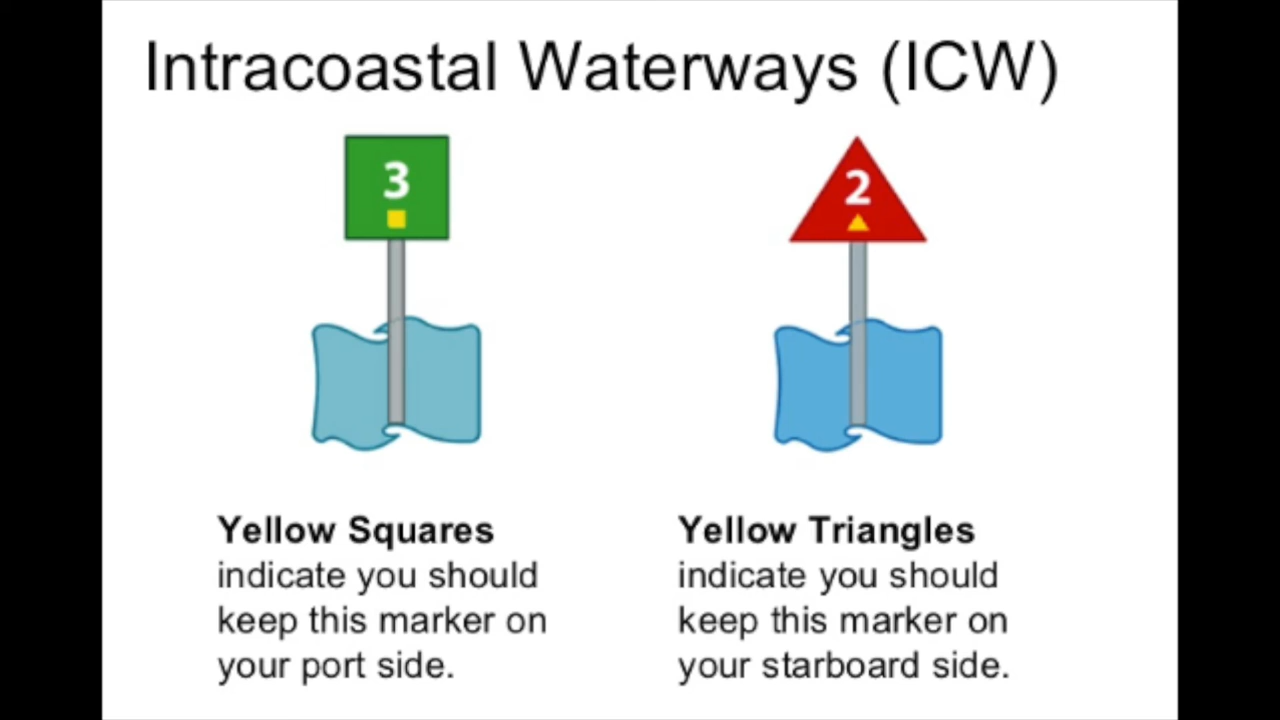 Intracoastal Waterways (ICW)
3
2
Yellow Squares
indicate you should
keep this marker on
your port side.
Yellow Triangles
indicate you should
keep this marker on
your starboard side.